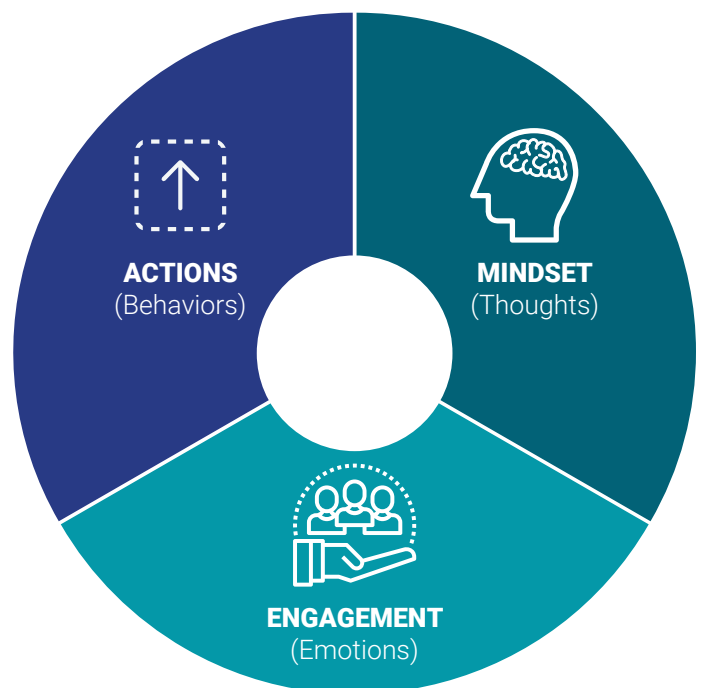 ACTIONS
(Behaviors)
MINDSET
(Thoughts)
ENGAGEMENT
(Emotions)